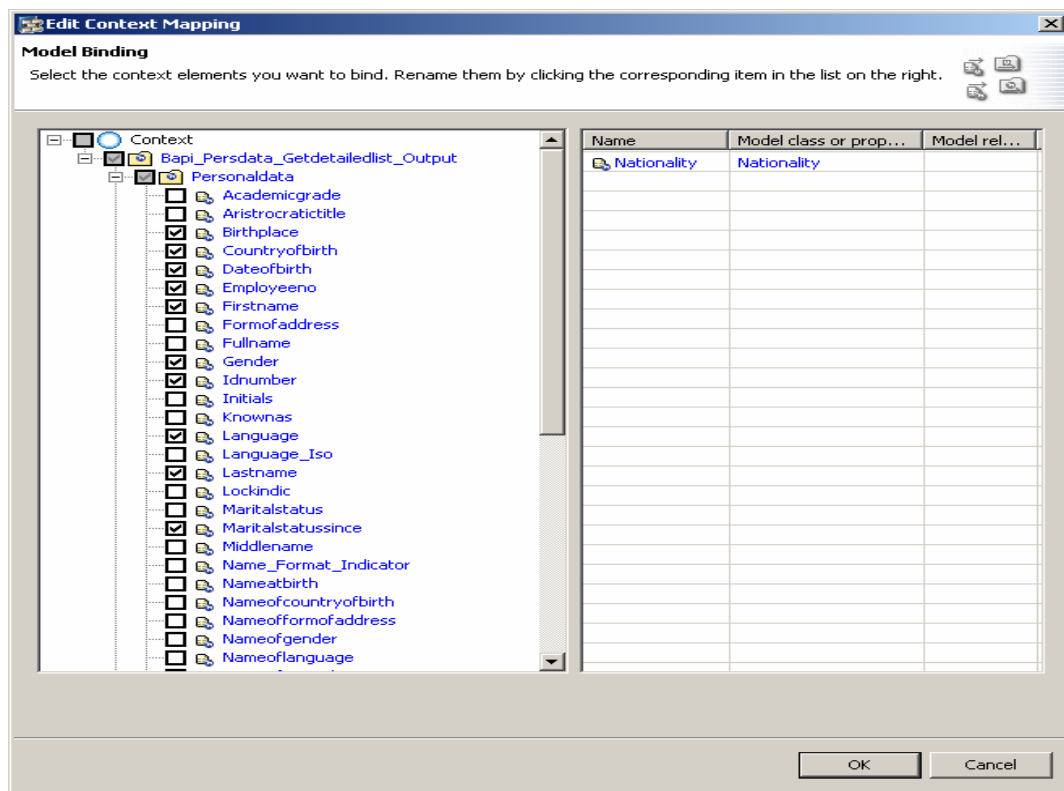 Edit Context Mapping
Model Binding
Select the context elements you want to bind. Rename them by clicking the corresponding item in the list on the right.
Context
Bapi_Persdata_Getdetailedlist_Output
Personaldata
Academicgrade
Aristrocratictitle
Birthplace
Countryofbirth
Dateofbirth
Employeeno
Firstname
Formofaddress
Fullname
Gender
Idnumber
Initials
Knownas
Language
Language_Iso
Lastname
Lockindic
Maritalstatus
Maritalstatussince
Middlename
Name_Format_Indicator
Nameatbirth
Nameofcountryofbirth
Nameofformofaddress
Nameofgender
Nameoflanguage
Name Model class or prop... Model rel...
Nationality Nationality
OK Cancel